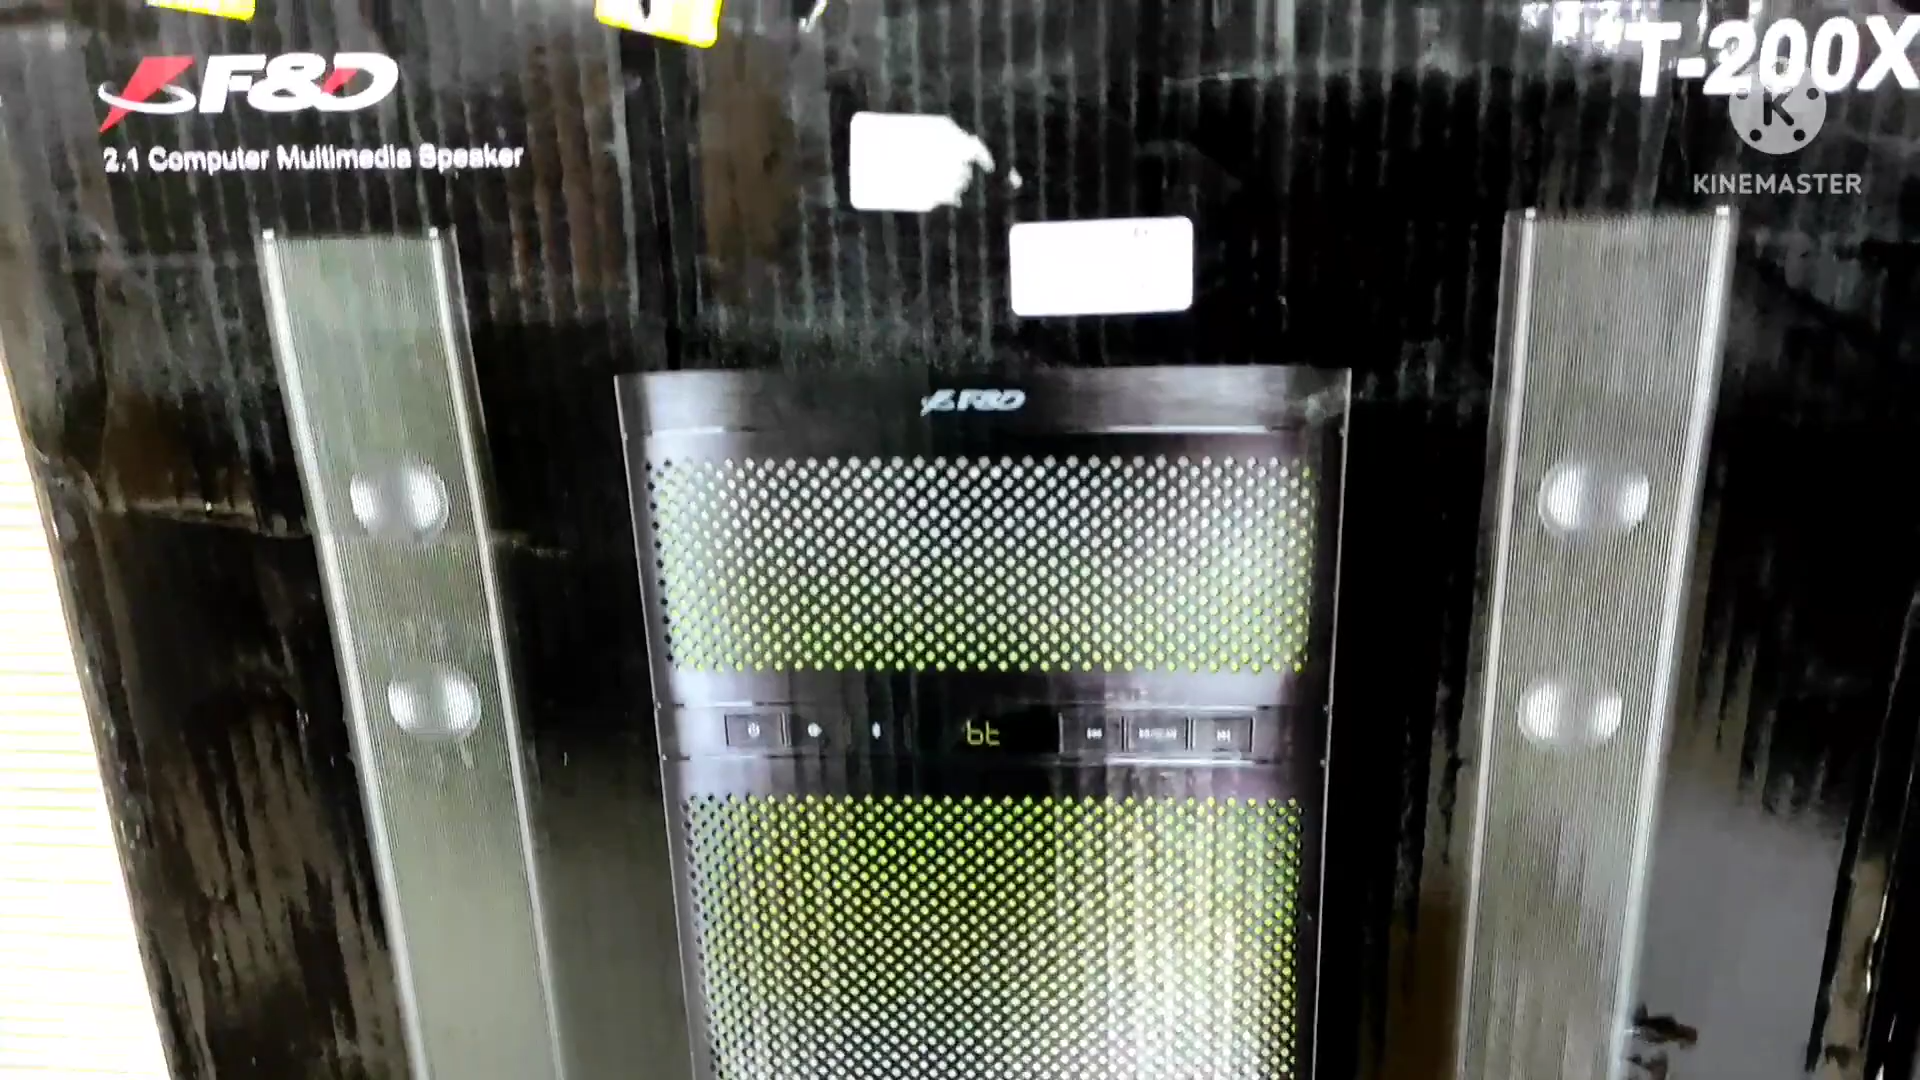 F&D
T-200X
2.1 Computer Multimedia Speaker
KINEMASTER
F&D
bt